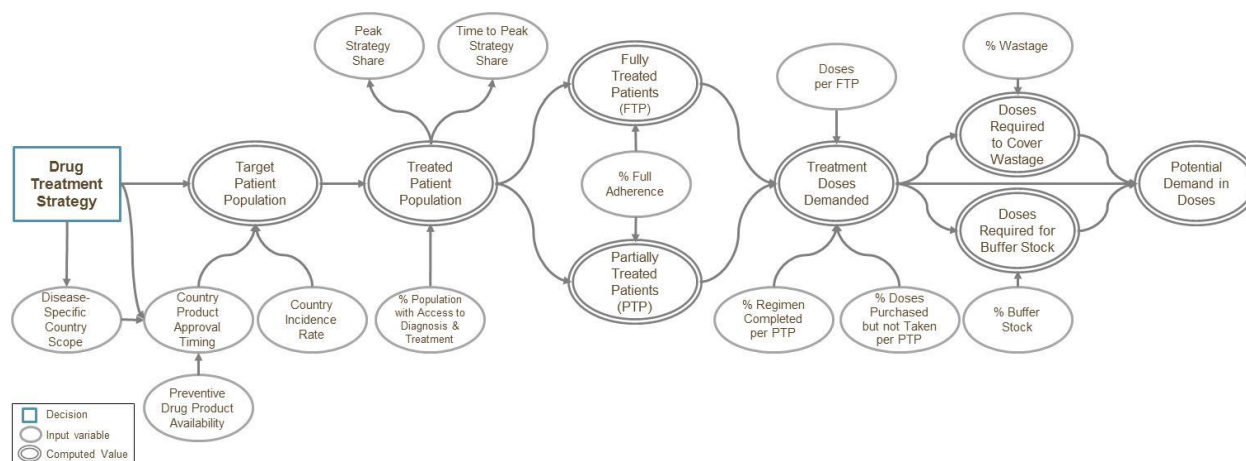 Peak
Strategy
Share
Time to Peak
Strategy
Share
Fully
Treated
Patients
(FTP)
Doses
per FTP
% Wastage
Drug
Treatment
Strategy
Target
Patient
Population
Treated
Patient
Population
% Full
Adherence
Treatment
Doses
Demanded
Doses
Required
to Cover
Wastage
Potential
Demand in
Doses
Doses
Required for
Buffer Stock
Partially
Treated
Patients
(PTP)
Disease-
Specific
Country
Scope
Country
Product
Approval
Timing
Country
Incidence
Rate
% Population
with Access to
Diagnosis &
Treatment
% Regimen
Completed
per PTP
% Doses
Purchased
but not Taken
per PTP
% Buffer
Stock
Preventive
Drug Product
Availability
Decision
Input variable
Computed Value